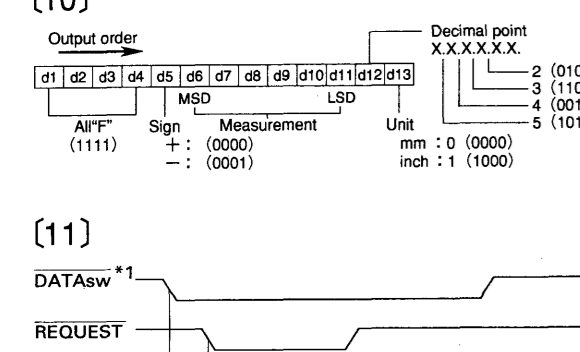 [10]
Output order
Decimal point
X.X.X.X.X.X.
d1 d2 d3 d4 d5 d6 d7 d8 d9 d10 d11 d12 d13
2 (010
3 (110
4 (001
5 (101
MSD LSD
All"F" Sign Measurement Unit
(1111) + : (0000) mm : 0 (0000)
− : (0001) inch : 1 (1000)
[11]
DATAsw *1
REQUEST